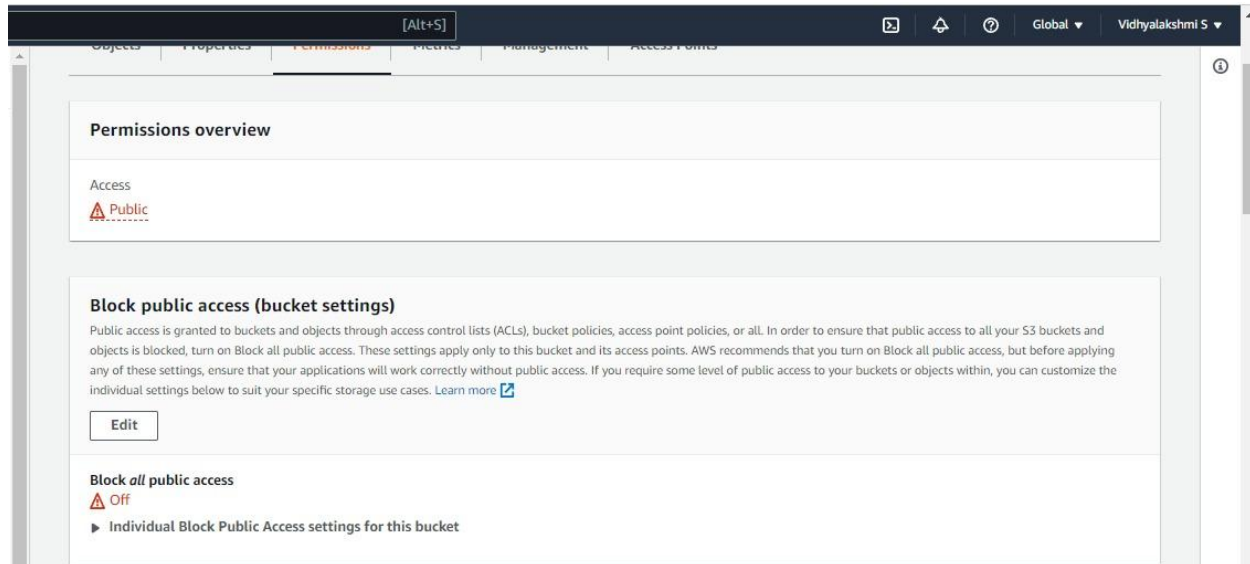 [Alt+S]
Global
Vidhyalakshmi S
Objects Properties Permissions Metrics Management Access Points
Permissions overview
Access
Public
Block public access (bucket settings)
Public access is granted to buckets and objects through access control lists (ACLs), bucket policies, access point policies, or all. In order to ensure that public access to all your S3 buckets and
objects is blocked, turn on Block all public access. These settings apply only to this bucket and its access points. AWS recommends that you turn on Block all public access, but before applying
any of these settings, ensure that your applications will work correctly without public access. If you require some level of public access to your buckets or objects within, you can customize the
individual settings below to suit your specific storage use cases. Learn more
Edit
Block all public access
Off
Individual Block Public Access settings for this bucket